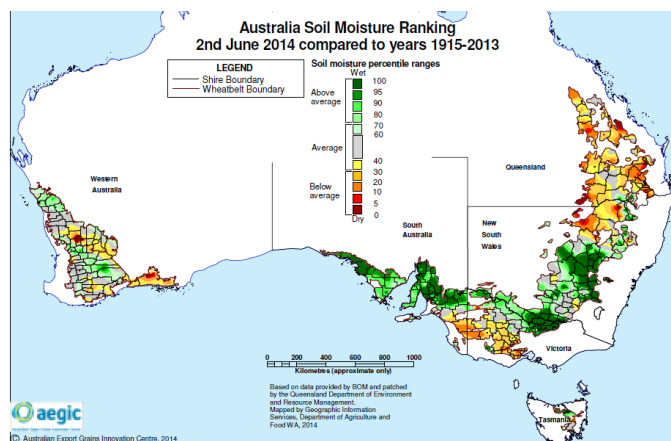 Australia Soil Moisture Ranking
2nd June 2014 compared to years 1915-2013
LEGEND
Shire Boundary
Wheatbelt Boundary
Soil moisture percentile ranges
Wet
Above
average
Average
Below
average
100
95
90
80
70
60
40
30
20
10
5
0
Dry
Western
Australia
Queensland
South
Australia
New
South
Wales
Victoria
Tasmania
0 200 400 600 800 1000
Kilometres (approximate only)
Based on data provided by BOM and patched
by the Queensland Department of Environment
and Resource Management.
Mapped by Geographic Information
Services, Department of Agriculture and
Food WA, 2014
aegic
© Australian Export Grains Innovation Centre, 2014